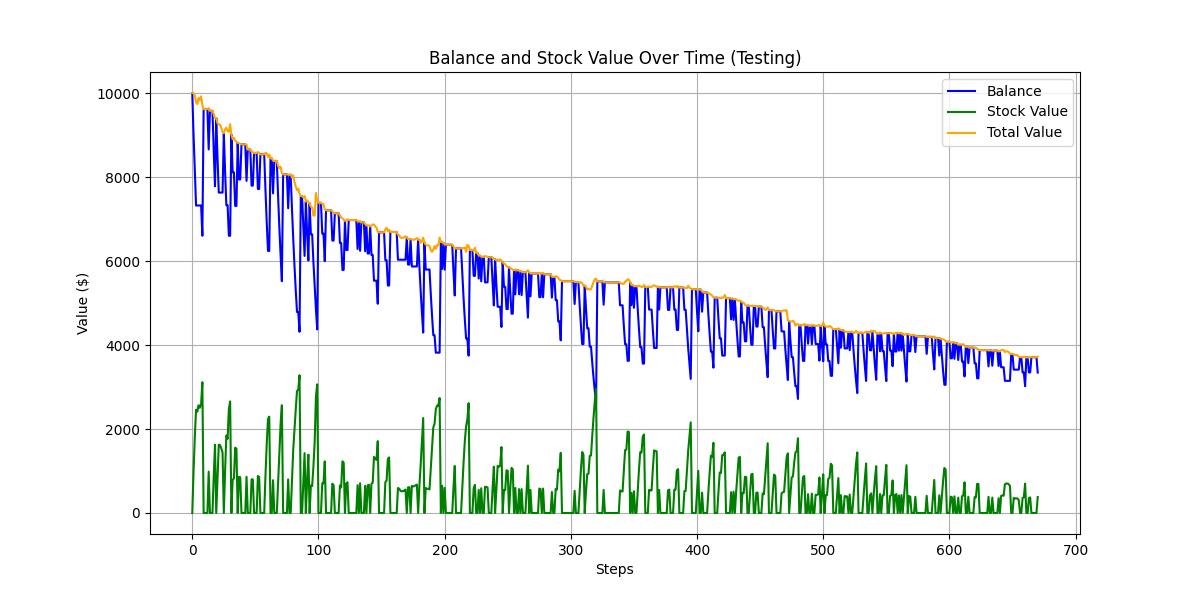 Balance and Stock Value Over Time (Testing)
Balance
Stock Value
Total Value
Value ($)
10000
8000
6000
4000
2000
0
0 100 200 300 400 500 600 700
Steps